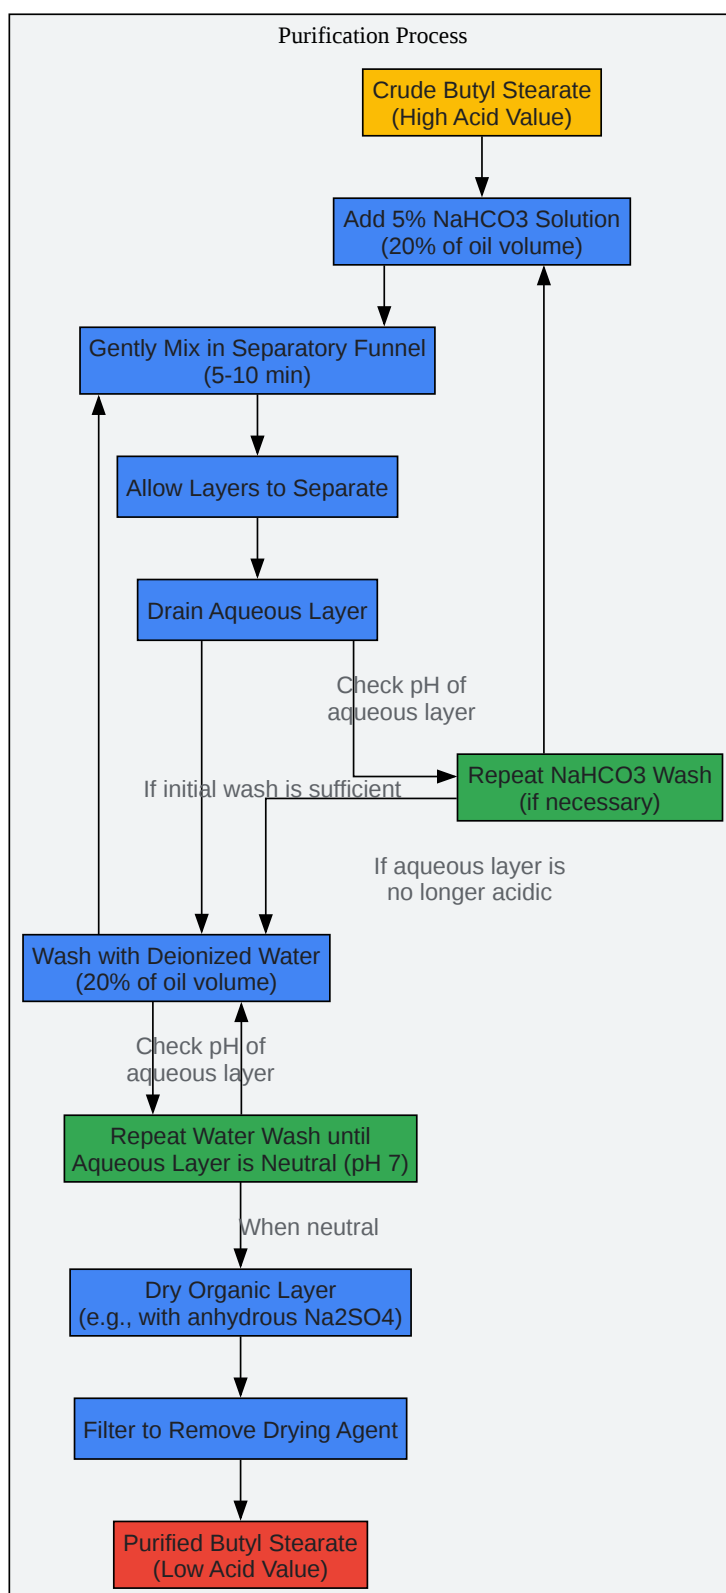 Purification Process
Crude Butyl Stearate
(High Acid Value)
Add 5% NaHCO3 Solution
(20% of oil volume)
Gently Mix in Separatory Funnel
(5-10 min)
Allow Layers to Separate
Drain Aqueous Layer
Check pH of
aqueous layer
Repeat NaHCO3 Wash
(if necessary)
If initial wash is sufficient
If aqueous layer is
no longer acidic
Wash with Deionized Water
(20% of oil volume)
Check pH of
aqueous layer
Repeat Water Wash until
Aqueous Layer is Neutral (pH 7)
When neutral
Dry Organic Layer
(e.g., with anhydrous Na2SO4)
Filter to Remove Drying Agent
Purified Butyl Stearate
(Low Acid Value)